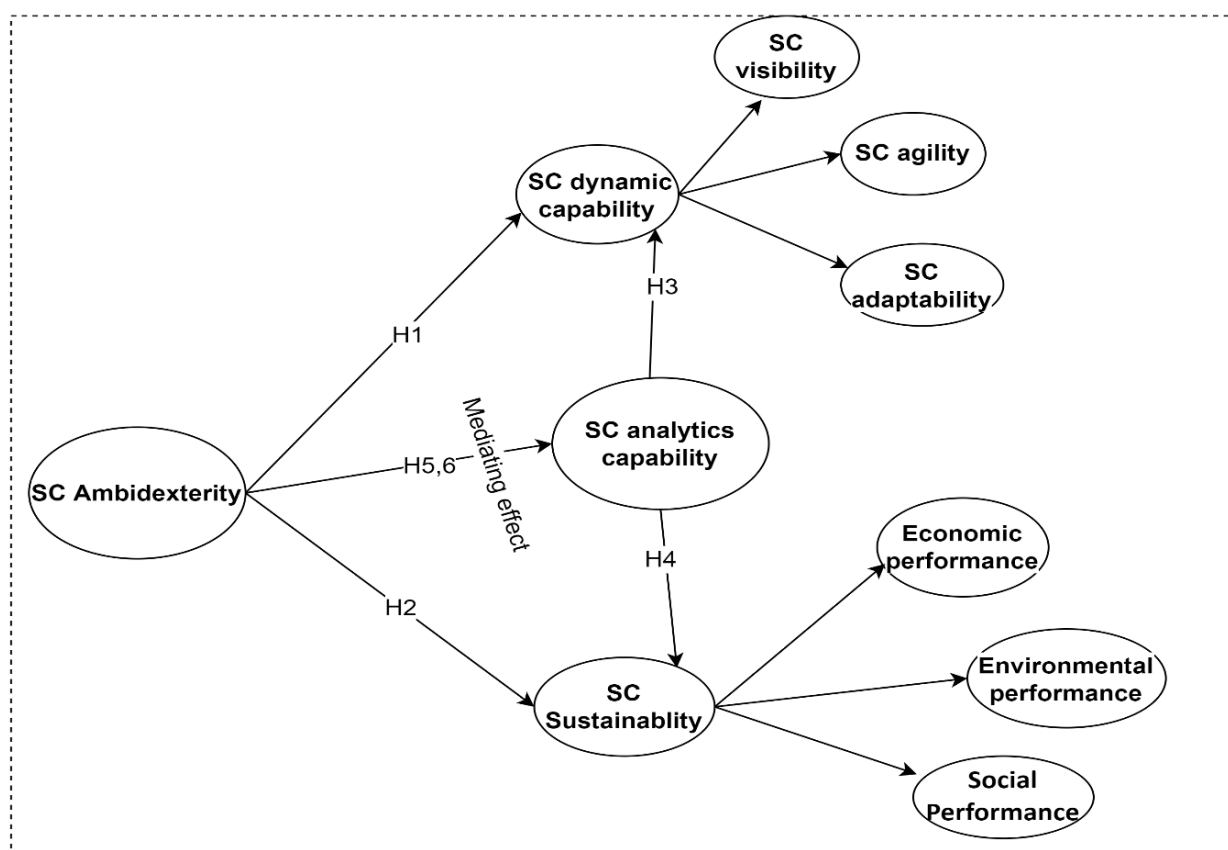 SC
visibility
SC agility
SC dynamic
capability
SC
adaptability
H3
H1
Mediating effect
SC analytics
capability
H5,6
SC Ambidexterity
Economic
performance
H4
H2
Environmental
performance
SC
Sustainablity
Social
Performance